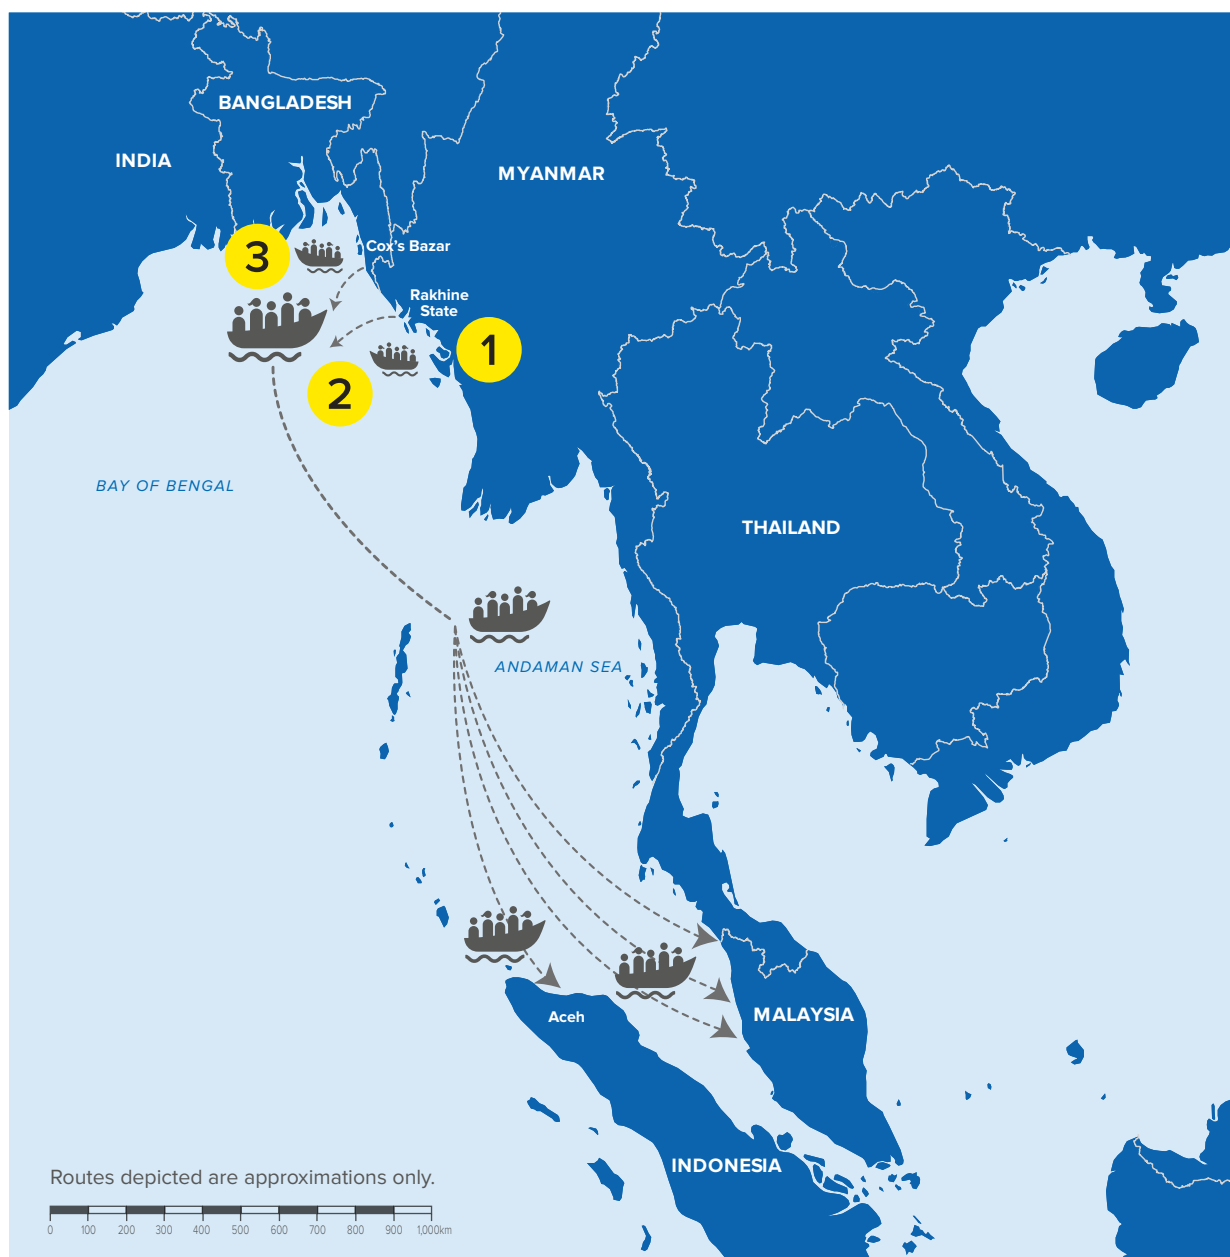 BANGLADESH
INDIA
MYANMAR
3
Cox's Bazar
Rakhine
State
1
2
BAY OF BENGAL
THAILAND
ANDAMAN SEA
Aceh
MALAYSIA
INDONESIA
Routes depicted are approximations only.
0 100 200 300 400 500 600 700 800 900 1,000km